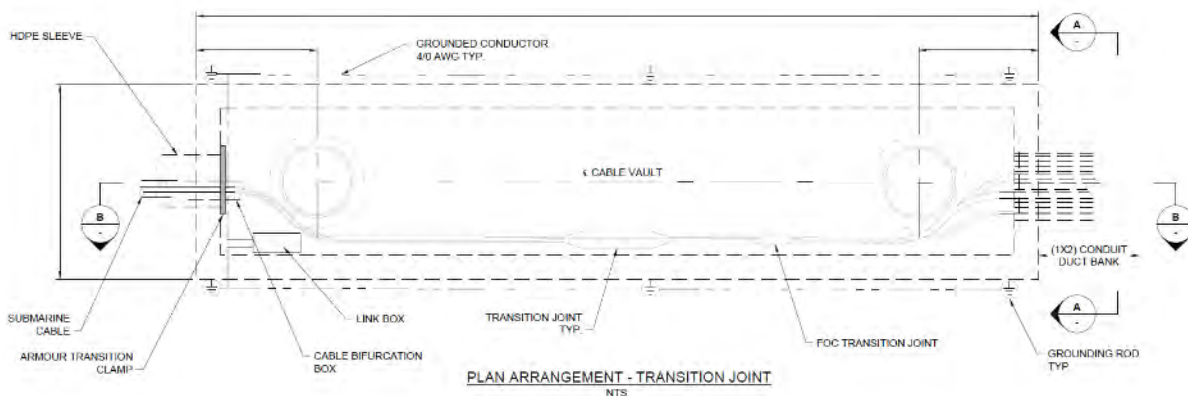 HDPE SLEEVE
GROUNDED CONDUCTOR
4/0 AWG TYP.
A
-
℄ CABLE VAULT
B
-
B
-
(1X2) CONDUIT
DUCT BANK
A
-
SUBMARINE
CABLE
ARMOUR TRANSITION
CLAMP
LINK BOX
CABLE BIFURCATION
BOX
TRANSITION JOINT
TYP.
FOC TRANSITION JOINT
GROUNDING ROD
TYP
PLAN ARRANGEMENT - TRANSITION JOINT
NTS